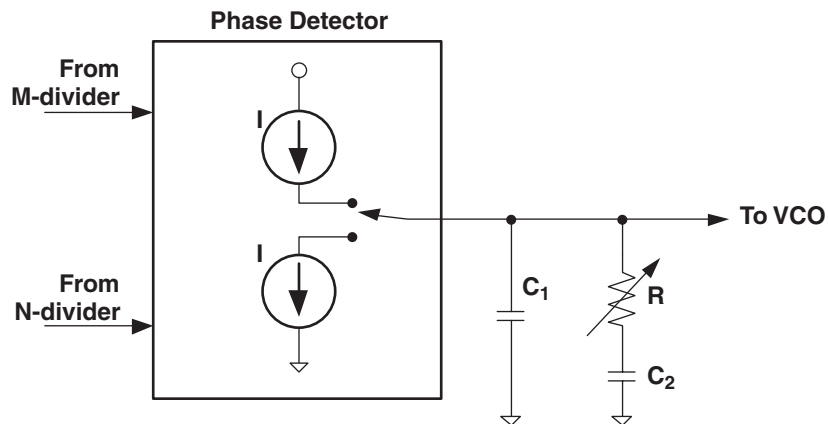 Phase Detector
From
M-divider
I
To VCO
I
From
N-divider
C₁
R
C₂